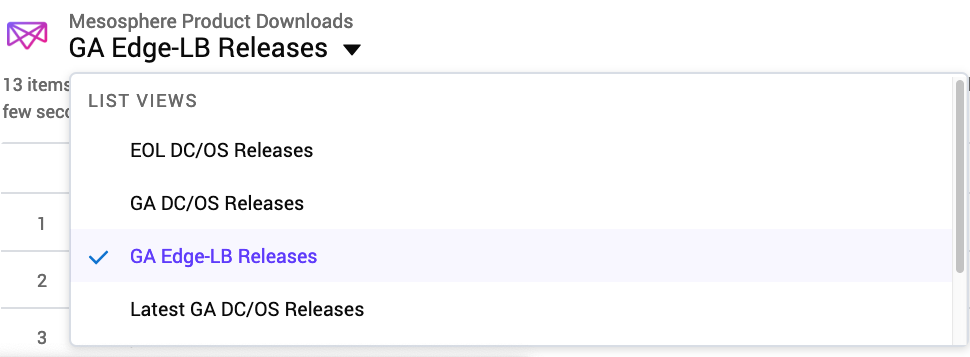 Mesosphere Product Downloads
GA Edge-LB Releases
13 items
few seco
LIST VIEWS
EOL DC/OS Releases
GA DC/OS Releases
GA Edge-LB Releases
Latest GA DC/OS Releases
1
2
3